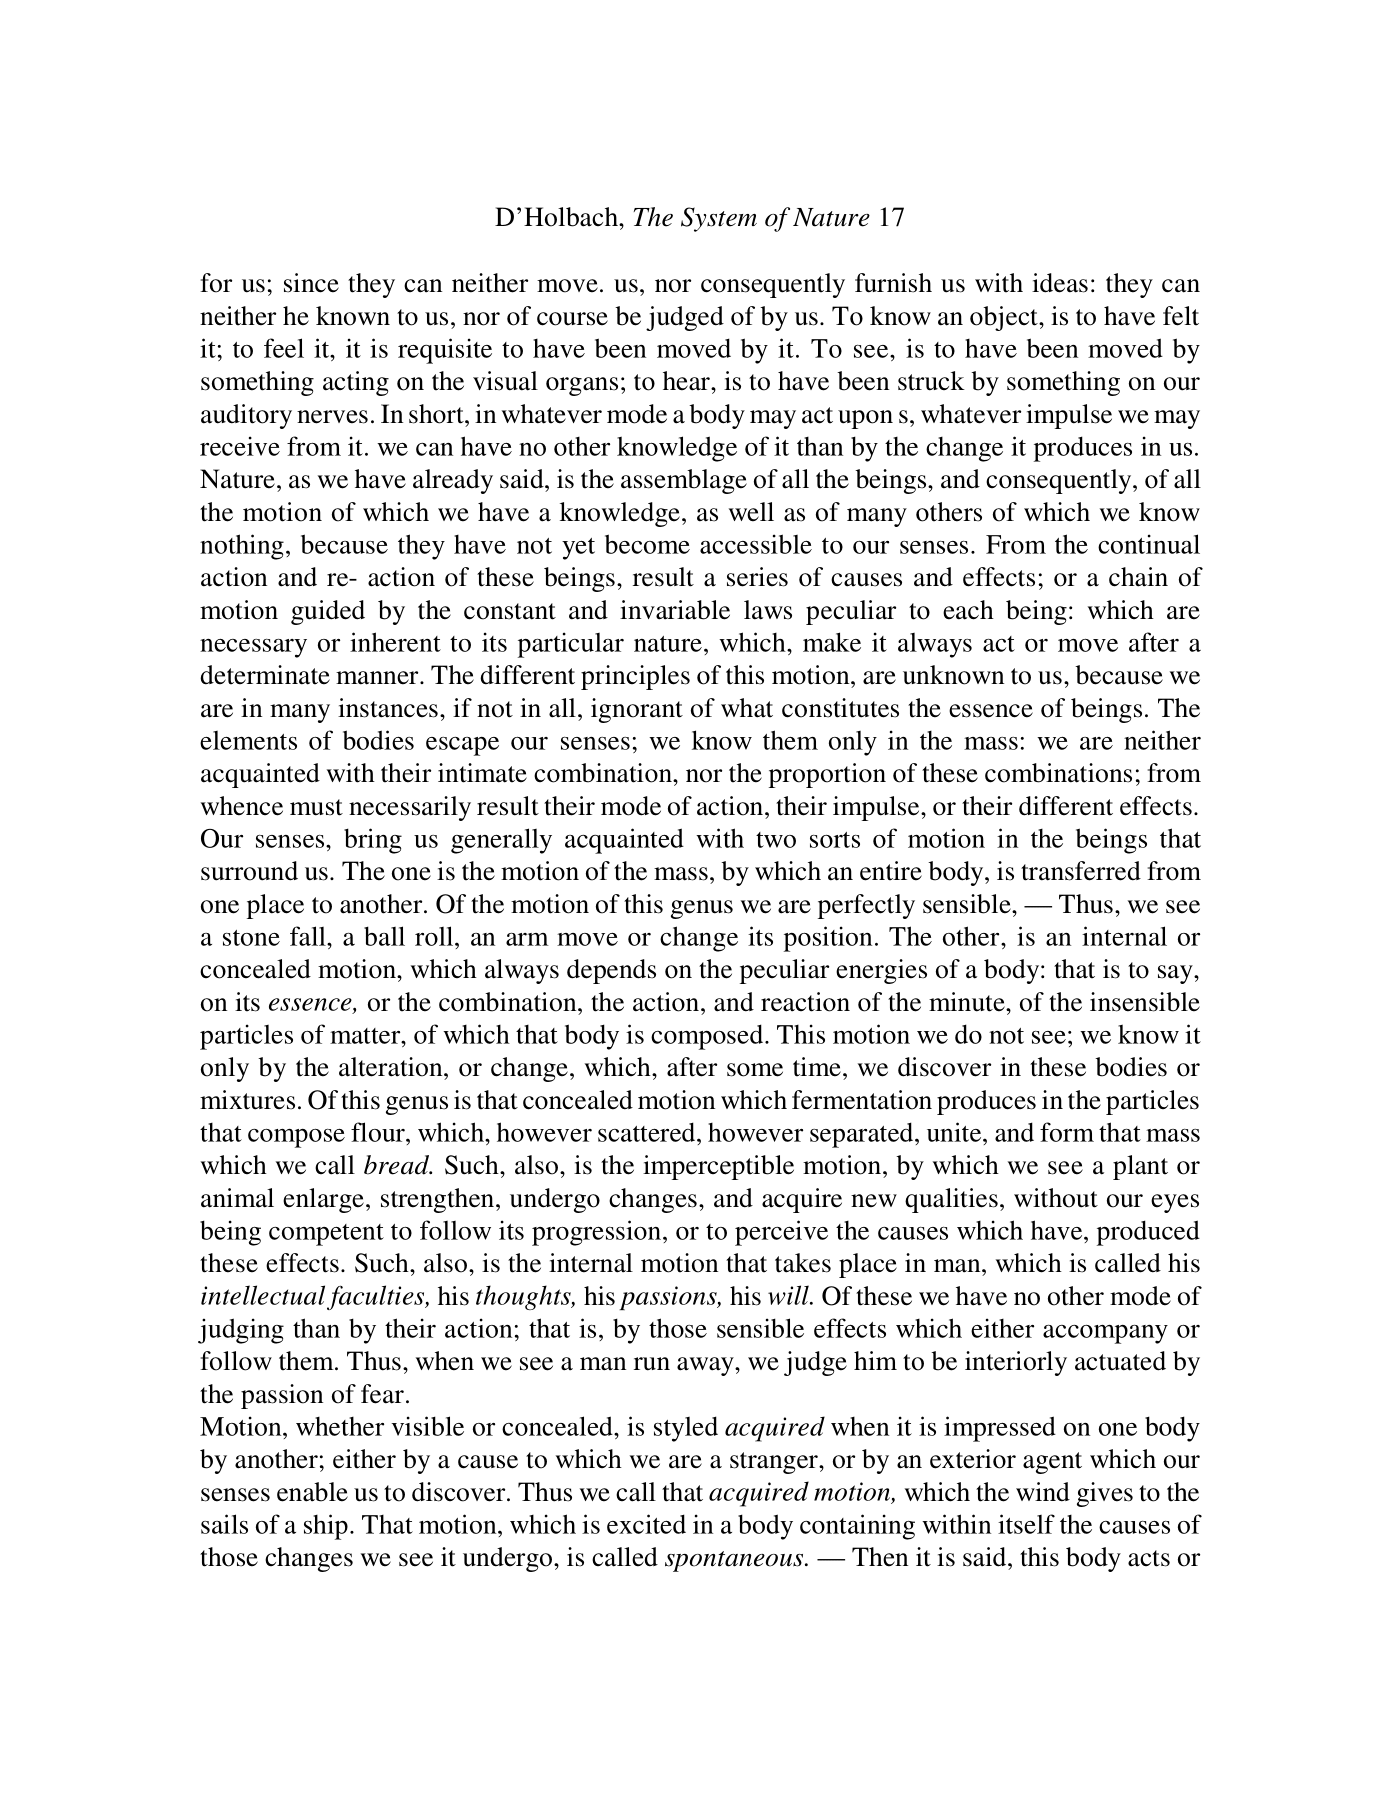 D’Holbach, The System of Nature 17
for us; since they can neither move. us, nor consequently furnish us with ideas: they can
neither he known to us, nor of course be judged of by us. To know an object, is to have felt
it; to feel it, it is requisite to have been moved by it. To see, is to have been moved by
something acting on the visual organs; to hear, is to have been struck by something on our
auditory nerves. In short, in whatever mode a body may act upon s, whatever impulse we may
receive from it. we can have no other knowledge of it than by the change it produces in us.
Nature, as we have already said, is the assemblage of all the beings, and consequently, of all
the motion of which we have a knowledge, as well as of many others of which we know
nothing, because they have not yet become accessible to our senses. From the continual
action and re- action of these beings, result a series of causes and effects; or a chain of
motion guided by the constant and invariable laws peculiar to each being: which are
necessary or inherent to its particular nature, which, make it always act or move after a
determinate manner. The different principles of this motion, are unknown to us, because we
are in many instances, if not in all, ignorant of what constitutes the essence of beings. The
elements of bodies escape our senses; we know them only in the mass: we are neither
acquainted with their intimate combination, nor the proportion of these combinations; from
whence must necessarily result their mode of action, their impulse, or their different effects.
Our senses, bring us generally acquainted with two sorts of motion in the beings that
surround us. The one is the motion of the mass, by which an entire body, is transferred from
one place to another. Of the motion of this genus we are perfectly sensible, — Thus, we see
a stone fall, a ball roll, an arm move or change its position. The other, is an internal or
concealed motion, which always depends on the peculiar energies of a body: that is to say,
on its essence, or the combination, the action, and reaction of the minute, of the insensible
particles of matter, of which that body is composed. This motion we do not see; we know it
only by the alteration, or change, which, after some time, we discover in these bodies or
mixtures. Of this genus is that concealed motion which fermentation produces in the particles
that compose flour, which, however scattered, however separated, unite, and form that mass
which we call bread. Such, also, is the imperceptible motion, by which we see a plant or
animal enlarge, strengthen, undergo changes, and acquire new qualities, without our eyes
being competent to follow its progression, or to perceive the causes which have, produced
these effects. Such, also, is the internal motion that takes place in man, which is called his
intellectual faculties, his thoughts, his passions, his will. Of these we have no other mode of
judging than by their action; that is, by those sensible effects which either accompany or
follow them. Thus, when we see a man run away, we judge him to be interiorly actuated by
the passion of fear.
Motion, whether visible or concealed, is styled acquired when it is impressed on one body
by another; either by a cause to which we are a stranger, or by an exterior agent which our
senses enable us to discover. Thus we call that acquired motion, which the wind gives to the
sails of a ship. That motion, which is excited in a body containing within itself the causes of
those changes we see it undergo, is called spontaneous. — Then it is said, this body acts or